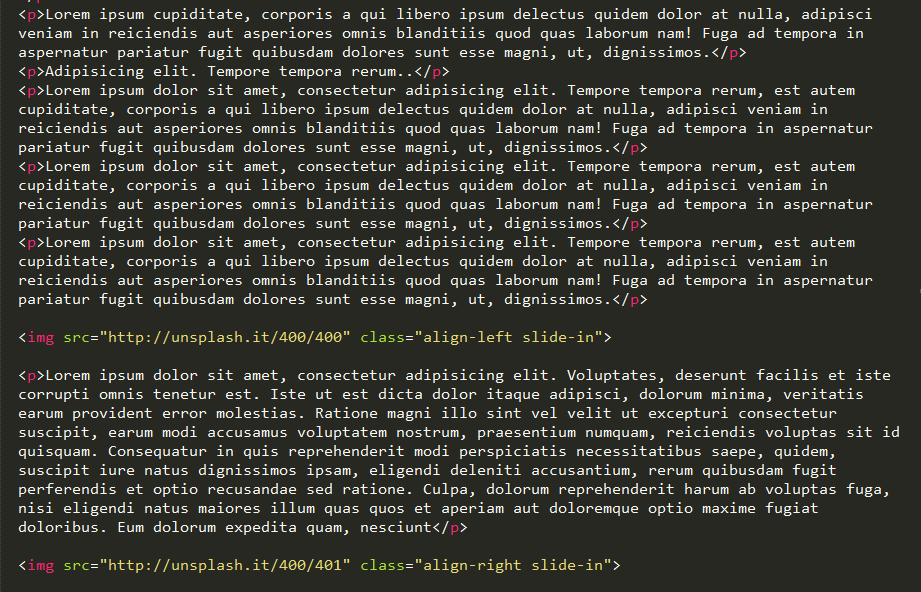 <p>Lorem ipsum cupiditate, corporis a qui libero ipsum delectus quidem dolor at nulla, adipisci
veniam in reiciendis aut asperiores omnis blanditiis quod quas laborum nam! Fuga ad tempora in
aspernatur pariatur fugit quibusdam dolores sunt esse magni, ut, dignissimos.</p>
<p>Adipisicing elit. Tempore tempora rerum..</p>
<p>Lorem ipsum dolor sit amet, consectetur adipisicing elit. Tempore tempora rerum, est autem
cupiditate, corporis a qui libero ipsum delectus quidem dolor at nulla, adipisci veniam in
reiciendis aut asperiores omnis blanditiis quod quas laborum nam! Fuga ad tempora in aspernatur
pariatur fugit quibusdam dolores sunt esse magni, ut, dignissimos.</p>
<p>Lorem ipsum dolor sit amet, consectetur adipisicing elit. Tempore tempora rerum, est autem
cupiditate, corporis a qui libero ipsum delectus quidem dolor at nulla, adipisci veniam in
reiciendis aut asperiores omnis blanditiis quod quas laborum nam! Fuga ad tempora in aspernatur
pariatur fugit quibusdam dolores sunt esse magni, ut, dignissimos.</p>
<p>Lorem ipsum dolor sit amet, consectetur adipisicing elit. Tempore tempora rerum, est autem
cupiditate, corporis a qui libero ipsum delectus quidem dolor at nulla, adipisci veniam in
reiciendis aut asperiores omnis blanditiis quod quas laborum nam! Fuga ad tempora in aspernatur
pariatur fugit quibusdam dolores sunt esse magni, ut, dignissimos.</p>
<img src="http://unsplash.it/400/400" class="align-left slide-in">
<p>Lorem ipsum dolor sit amet, consectetur adipisicing elit. Voluptates, deserunt facilis et iste
corrupti omnis tenetur est. Iste ut est dicta dolor itaque adipisci, dolorum minima, veritatis
earum provident error molestias. Ratione magni illo sint vel velit ut excepturi consectetur
suscipit, earum modi accusamus voluptatem nostrum, praesentium numquam, reiciendis voluptas sit id
quisquam. Consequatur in quis reprehenderit modi perspiciatis necessitatibus saepe, quidem,
suscipit iure natus dignissimos ipsam, eligendi deleniti accusantium, rerum quibusdam fugit
perferendis et optio recusandae sed ratione. Culpa, dolorum reprehenderit harum ab voluptas fuga,
nisi eligendi natus maiores illum quas quos et aperiam aut doloremque optio maxime fugiat
doloribus. Eum dolorum expedita quam, nesciunt</p>
<img src="http://unsplash.it/400/401" class="align-right slide-in">